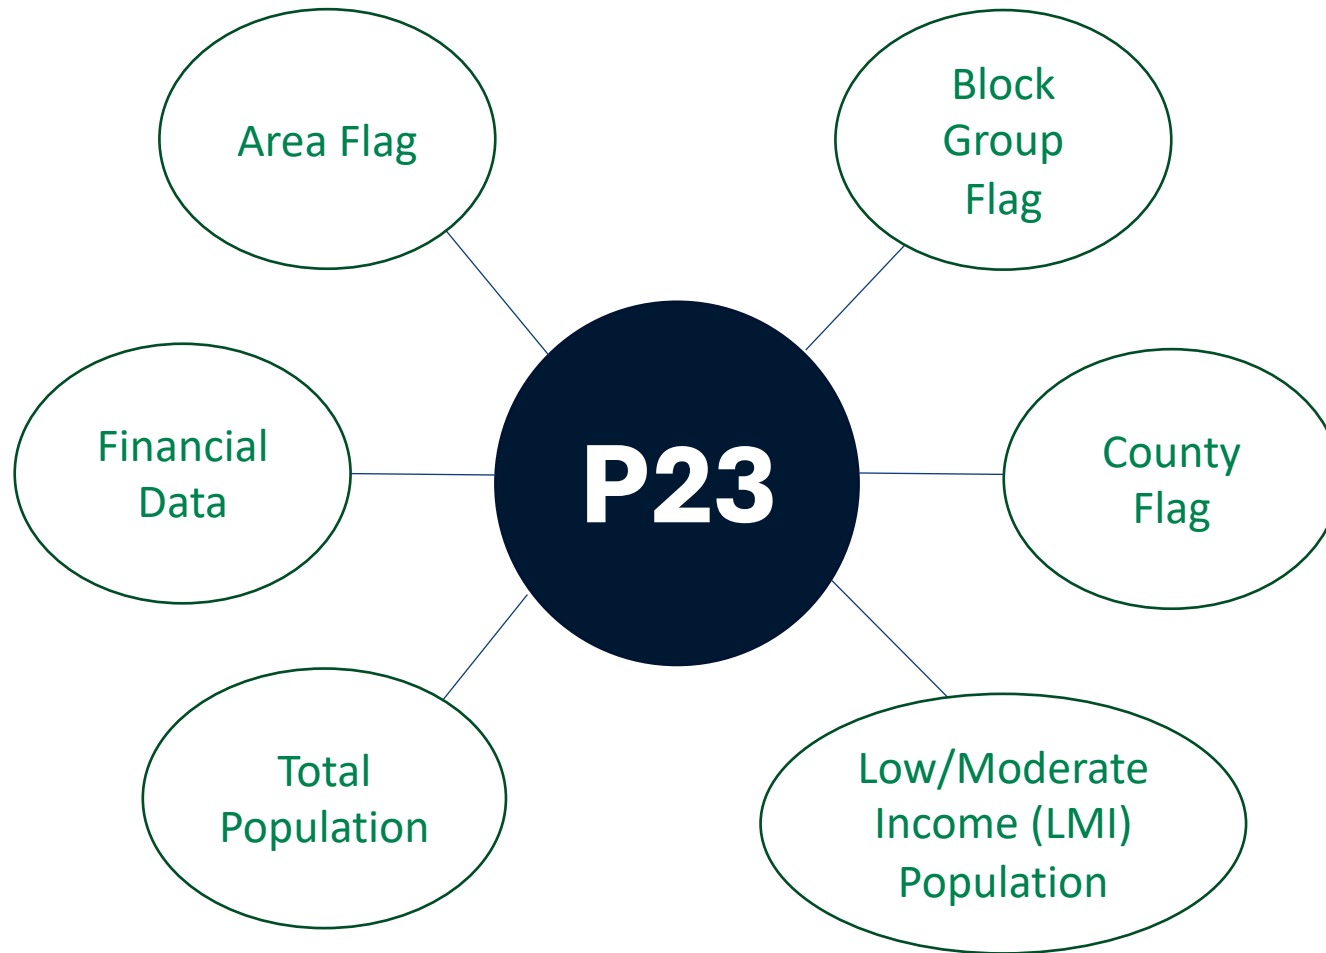 Area Flag
Block
Group
Flag
Financial
Data
P23
County
Flag
Total
Population
Low/Moderate
Income (LMI)
Population